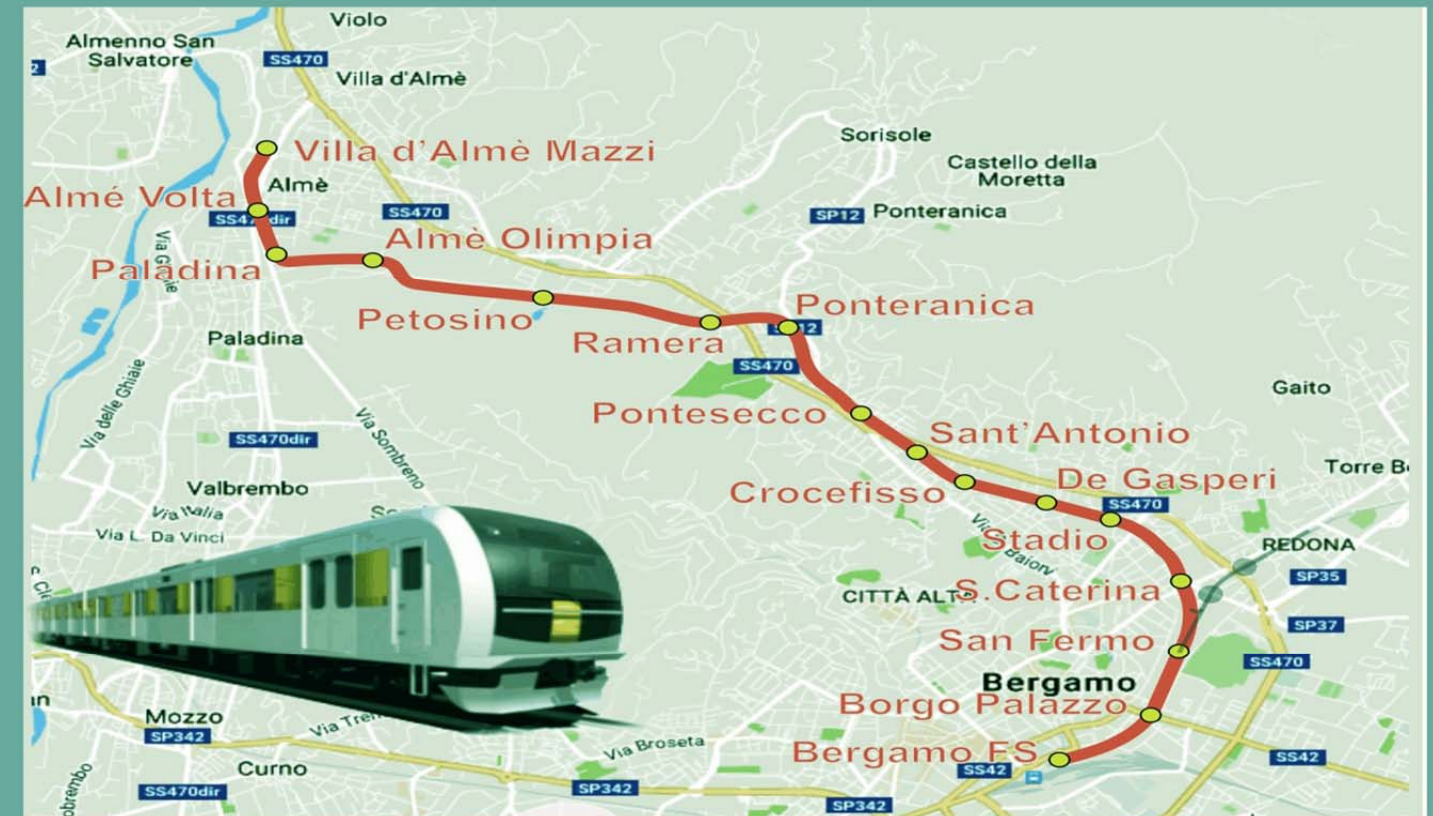 Violo
Almenno San
Salvatore
SS470
2
Villa d'Almè
Sorisole
Villa d'Almè Mazzi
Castello della
Moretta
Almé Volta
Almè
SS470dir
SS470
SP12
Ponteranica
Almè Olimpia
Paladina
Petosino
Ponteranica
Ramera
Paladina
SS470
Gaito
Via delle Ghiaie
Pontesecco
Via Sombreno
SS470dir
Sant'Antonio
Torre B
De Gasperi
Valbrembo
Crocefisso
SS470
Via Italia
Via L. Da Vinci
Stadio
REDONA
SP35
CITTÀ ALTA
S.Caterina
SP37
San Fermo
SS470
Bergamo
Borgo Palazzo
Mozzo
SP342
Via Broseta
Bergamo FS
SS42
SS42
Curno
SS470dir
SP342
SP342